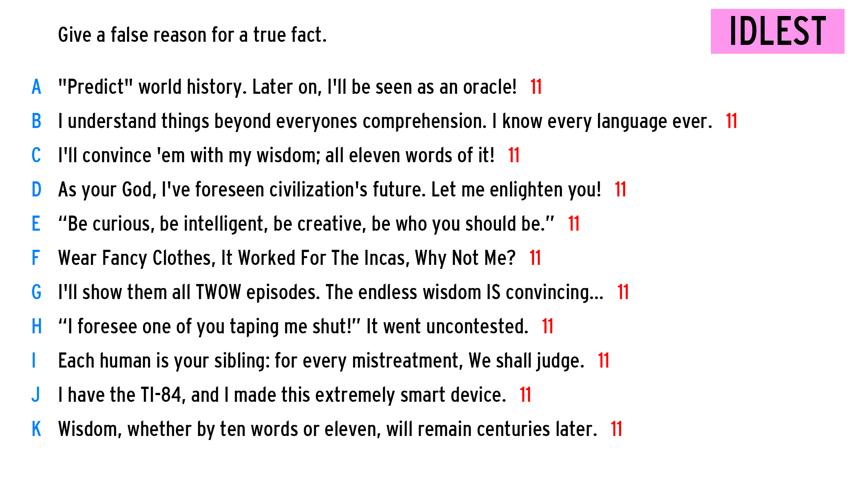 Give a false reason for a true fact.
IDLEST
A "Predict" world history. Later on, I'll be seen as an oracle! 11
B I understand things beyond everyones comprehension. I know every language ever. 11
C I'll convince 'em with my wisdom; all eleven words of it! 11
D As your God, I've foreseen civilization's future. Let me enlighten you! 11
E “Be curious, be intelligent, be creative, be who you should be.” 11
F Wear Fancy Clothes, It Worked For The Incas, Why Not Me? 11
G I'll show them all TWOW episodes. The endless wisdom IS convincing... 11
H “I foresee one of you taping me shut!” It went uncontested. 11
I Each human is your sibling: for every mistreatment, We shall judge. 11
J I have the TI-84, and I made this extremely smart device. 11
K Wisdom, whether by ten words or eleven, will remain centuries later. 11